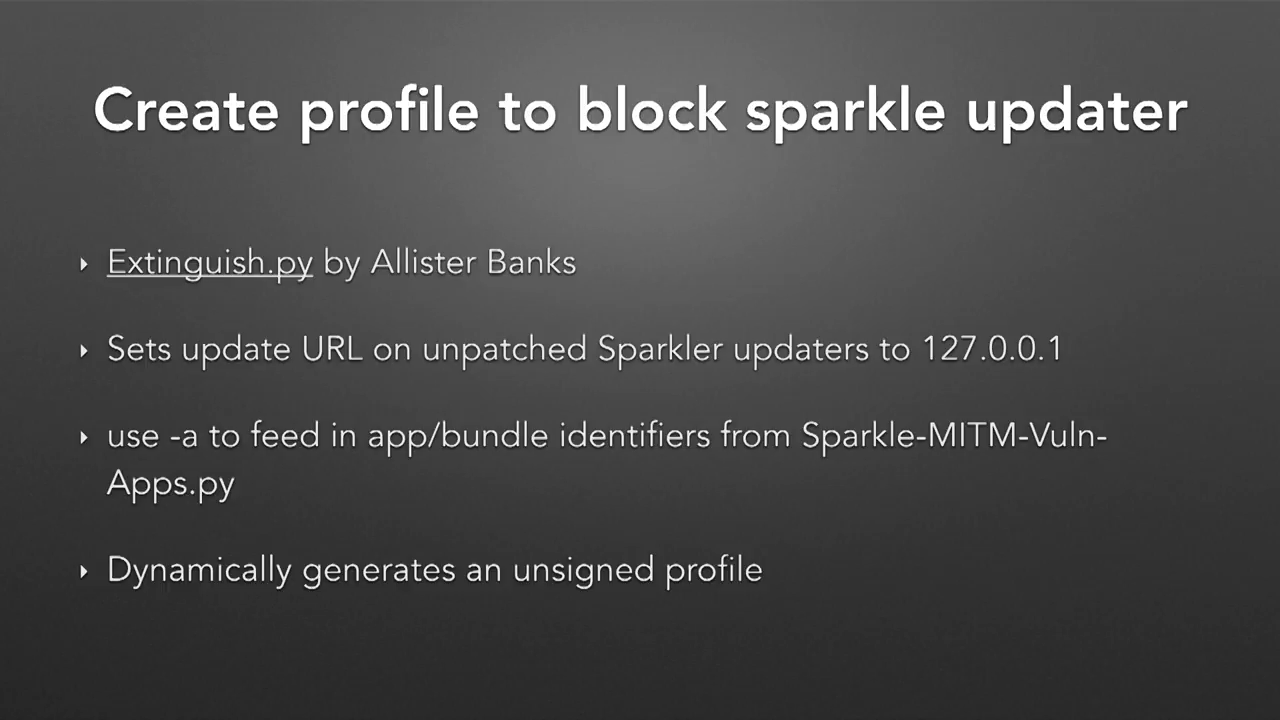 Create profile to block sparkle updater
Extinguish.py by Allister Banks
Sets update URL on unpatched Sparkler updaters to 127.0.0.1
use -a to feed in app/bundle identifiers from Sparkle-MITM-Vuln-
Apps.py
Dynamically generates an unsigned profile